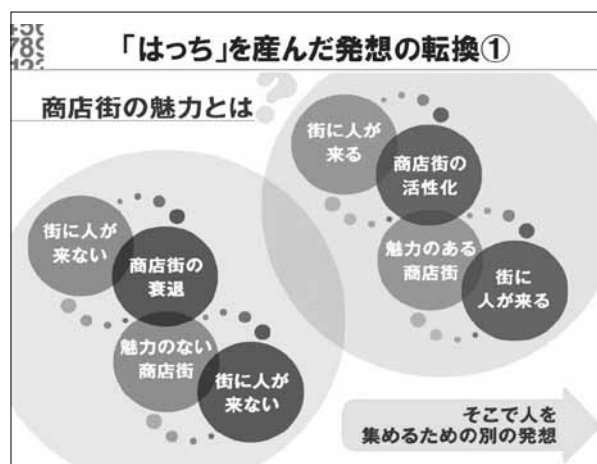 456
789
123
「はっち」を産んだ発想の転換①
商店街の魅力とは
?
街に人が
来ない
商店街の
衰退
魅力のない
商店街
街に人が
来ない
街に人が
来る
商店街の
活性化
魅力のある
商店街
街に
人が来る
そこで人を
集めるための別の発想